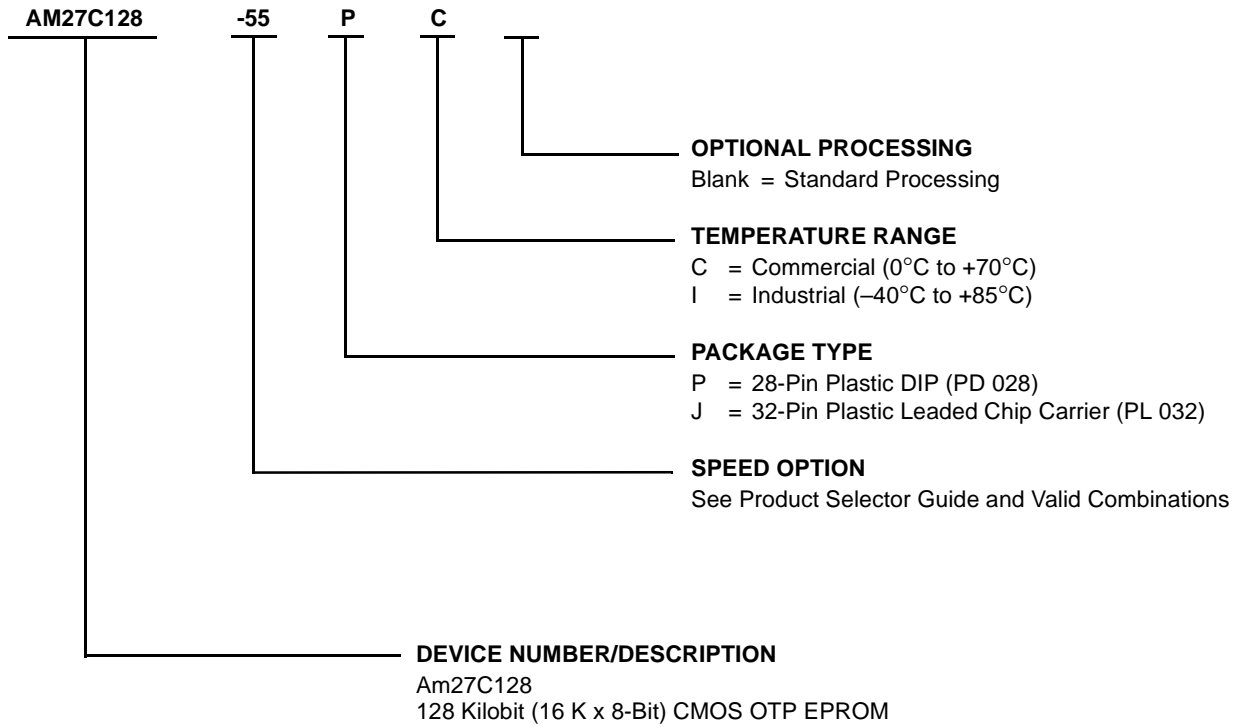 AM27C128 -55 P C
OPTIONAL PROCESSING
Blank = Standard Processing
TEMPERATURE RANGE
C = Commercial (0°C to +70°C)
I = Industrial (–40°C to +85°C)
PACKAGE TYPE
P = 28-Pin Plastic DIP (PD 028)
J = 32-Pin Plastic Leaded Chip Carrier (PL 032)
SPEED OPTION
See Product Selector Guide and Valid Combinations
DEVICE NUMBER/DESCRIPTION
Am27C128
128 Kilobit (16 K x 8-Bit) CMOS OTP EPROM